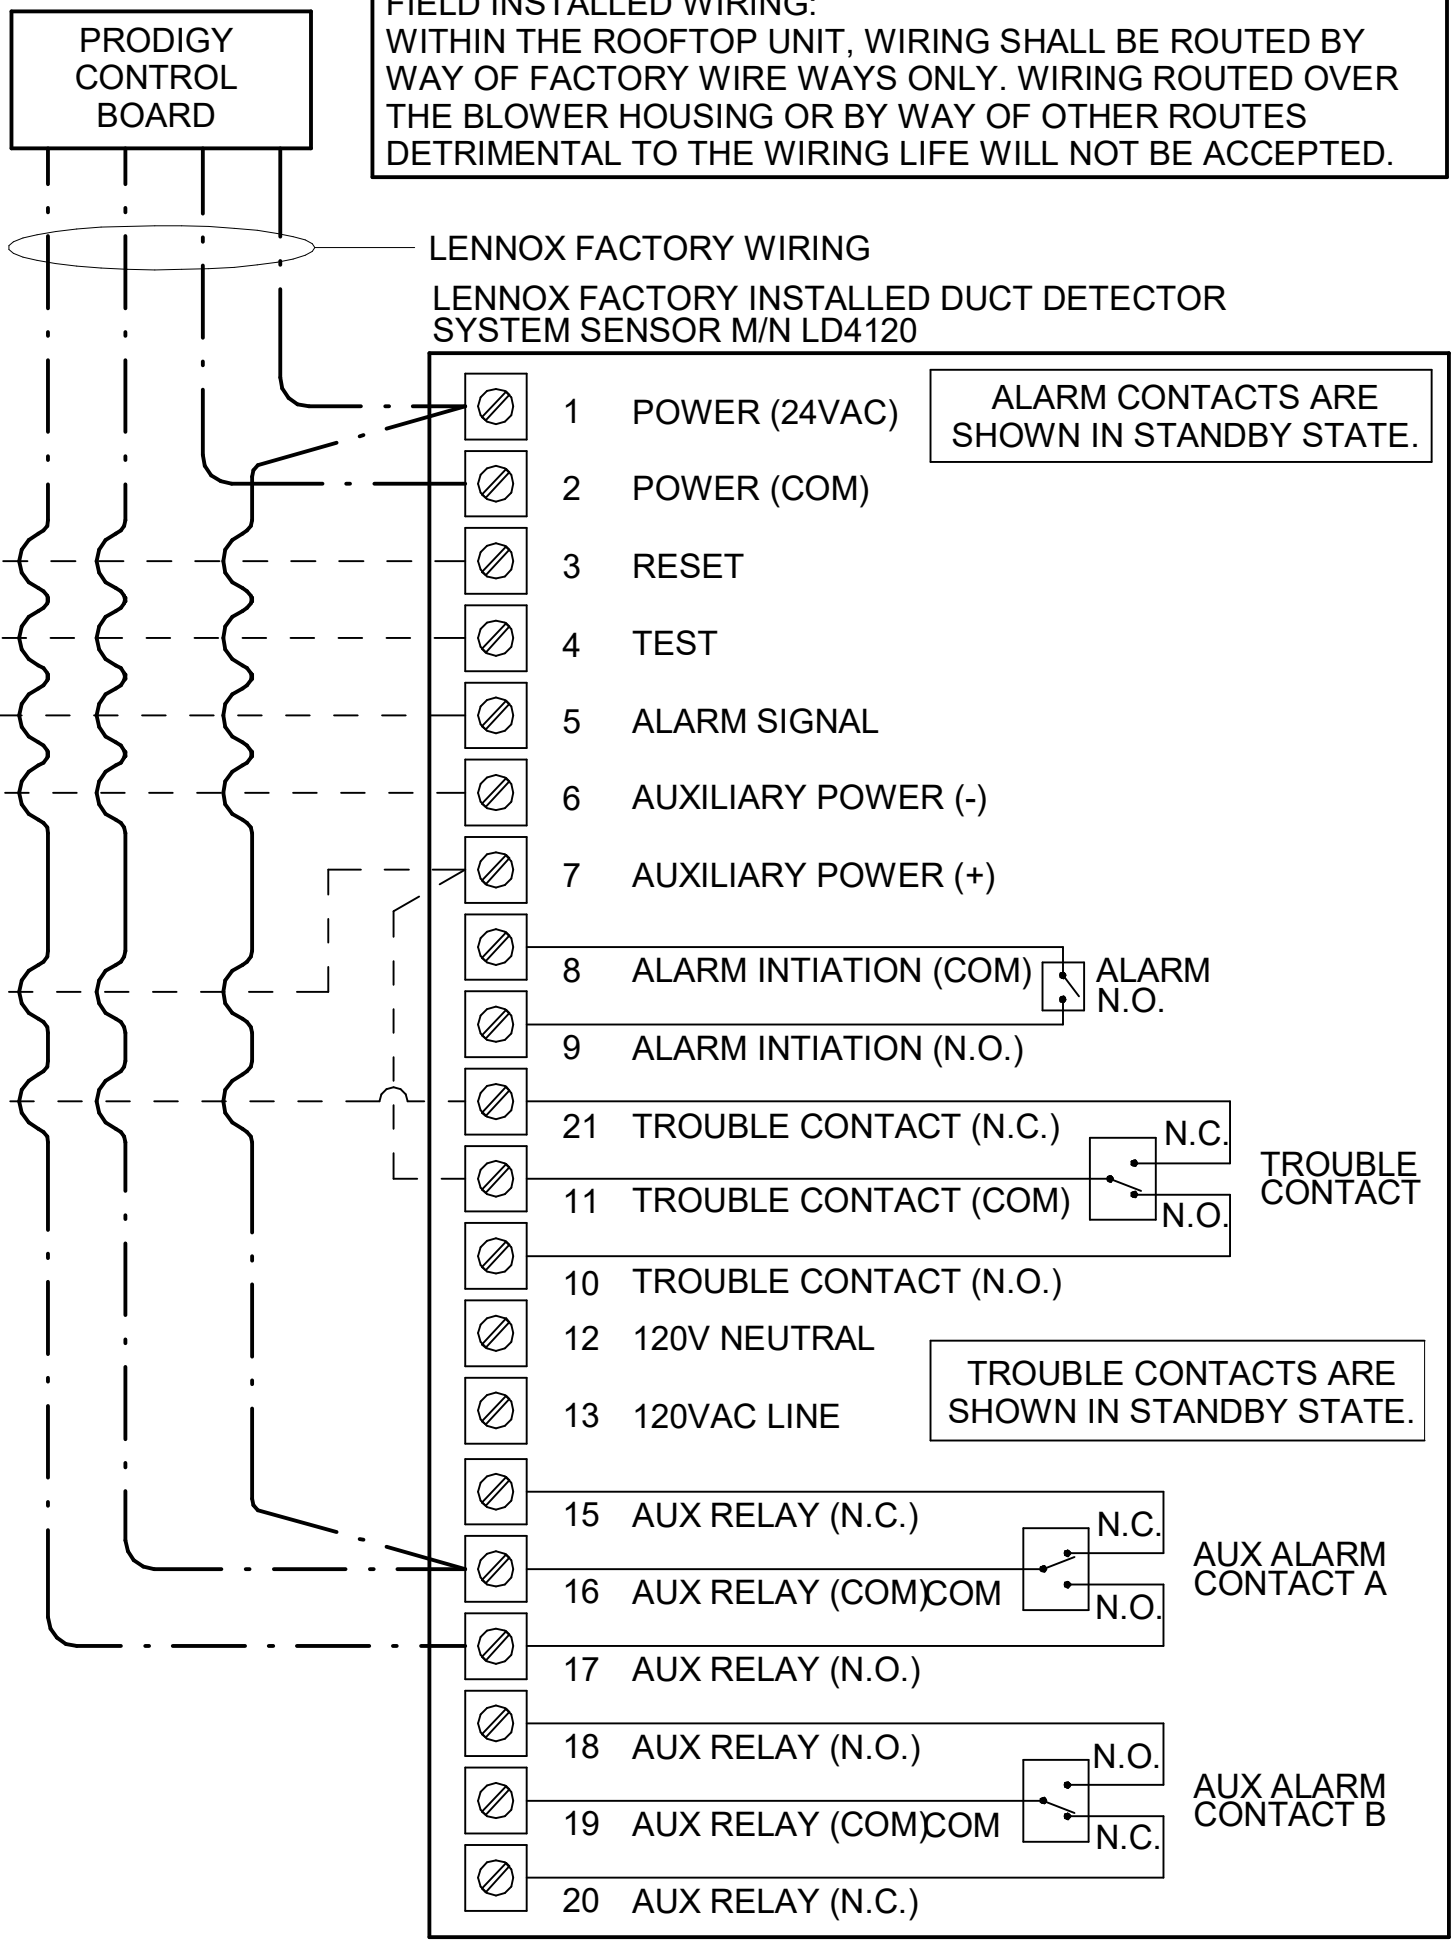 FIELD INSTALLED WIRING:
WITHIN THE ROOFTOP UNIT, WIRING SHALL BE ROUTED BY
WAY OF FACTORY WIRE WAYS ONLY. WIRING ROUTED OVER
THE BLOWER HOUSING OR BY WAY OF OTHER ROUTES
DETRIMENTAL TO THE WIRING LIFE WILL NOT BE ACCEPTED.
PRODIGY
CONTROL
BOARD
LENNOX FACTORY WIRING
LENNOX FACTORY INSTALLED DUCT DETECTOR
SYSTEM SENSOR M/N LD4120
1 POWER (24VAC)
ALARM CONTACTS ARE
SHOWN IN STANDBY STATE.
2 POWER (COM)
3 RESET
4 TEST
5 ALARM SIGNAL
6 AUXILIARY POWER (-)
7 AUXILIARY POWER (+)
8 ALARM INTIATION (COM)
ALARM
N.O.
9 ALARM INTIATION (N.O.)
21 TROUBLE CONTACT (N.C.)
N.C.
TROUBLE
CONTACT
11 TROUBLE CONTACT (COM)
N.O.
10 TROUBLE CONTACT (N.O.)
12 120V NEUTRAL
TROUBLE CONTACTS ARE
SHOWN IN STANDBY STATE.
13 120VAC LINE
15 AUX RELAY (N.C.)
N.C.
AUX ALARM
CONTACT A
16 AUX RELAY (COM)COM
N.O.
17 AUX RELAY (N.O.)
18 AUX RELAY (N.O.)
N.O.
AUX ALARM
CONTACT B
19 AUX RELAY (COM)COM
N.C.
20 AUX RELAY (N.C.)